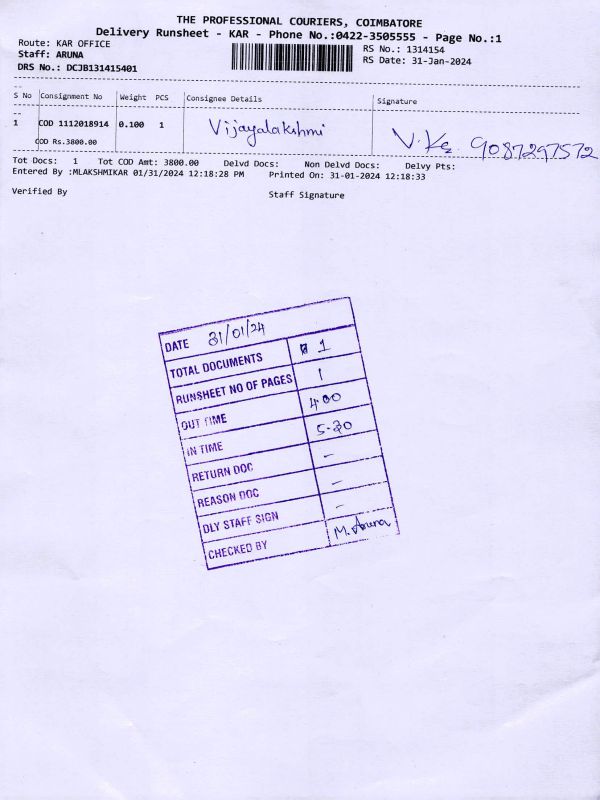 THE PROFESSIONAL COURIERS, COIMBATORE
Delivery Runsheet - KAR - Phone No.:0422-3505555 - Page No.:1
Route: KAR OFFICE
Staff: ARUNA
DRS No.: DCJB131415401
RS No.: 1314154
RS Date: 31-Jan-2024
S No Consignment No Weight PCS Consignee Details Signature
1 COD 1112018914 0.100 1 Vijayalakshmi 9087297572
COD Rs.3800.00
Tot Docs: 1 Tot COD Amt: 3800.00 Delvd Docs: Non Delvd Docs: Delvy Pts:
Entered By :MLAKSHMIKAR 01/31/2024 12:18:28 PM Printed On: 31-01-2024 12:18:33
Verified By Staff Signature
DATE 31/01/24
TOTAL DOCUMENTS 1
RUNSHEET NO OF PAGES 1
OUT TIME 4:00
IN TIME 5-30
RETURN DOC –
REASON DOC –
DLY STAFF SIGN –
CHECKED BY M. Aruna